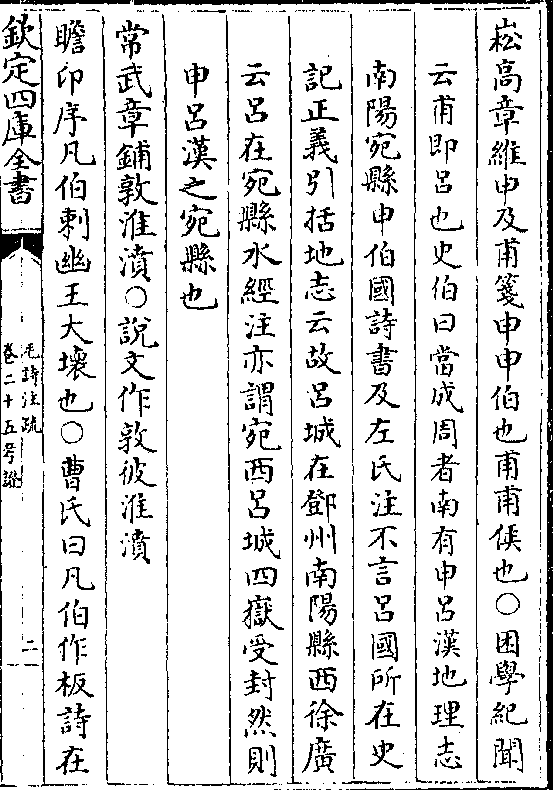 崧高章維申及甫箋申申伯也甫甫侯也○困學紀聞
云甫即呂也史伯曰當成周者南有申呂漢地理志
南陽宛縣申伯國詩書及左氏注不言呂國所在史
記正義引括地志云故呂城在鄧州南陽縣西徐廣
云呂在宛縣水經注亦謂宛西呂城四嶽受封然則
申呂漢之宛縣也
常武章鋪敦淮濆○說文作敦彼淮濆
瞻卬序凡伯刺幽王大壞也○曹氏曰凡伯作板詩在
欽定四庫全書
毛詩注疏
卷二十五考證
二